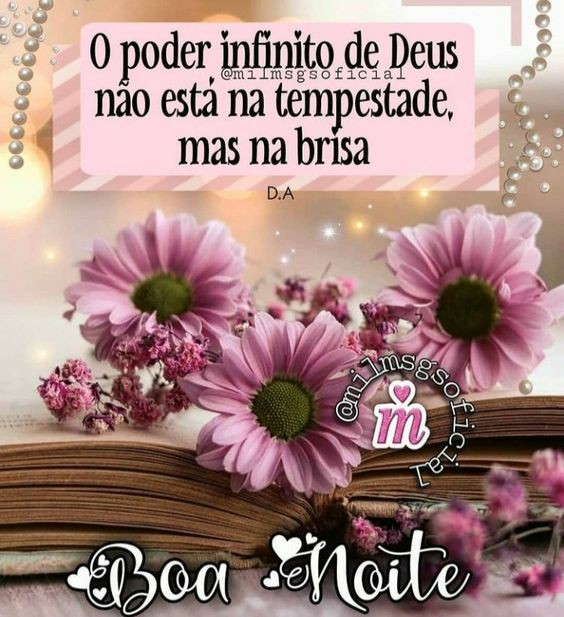 O poder infinito de Deus
@milmsgsoficial
não está na tempestade,
mas na brisa
D.A
@milmsgsoficial
m
Boa Noite